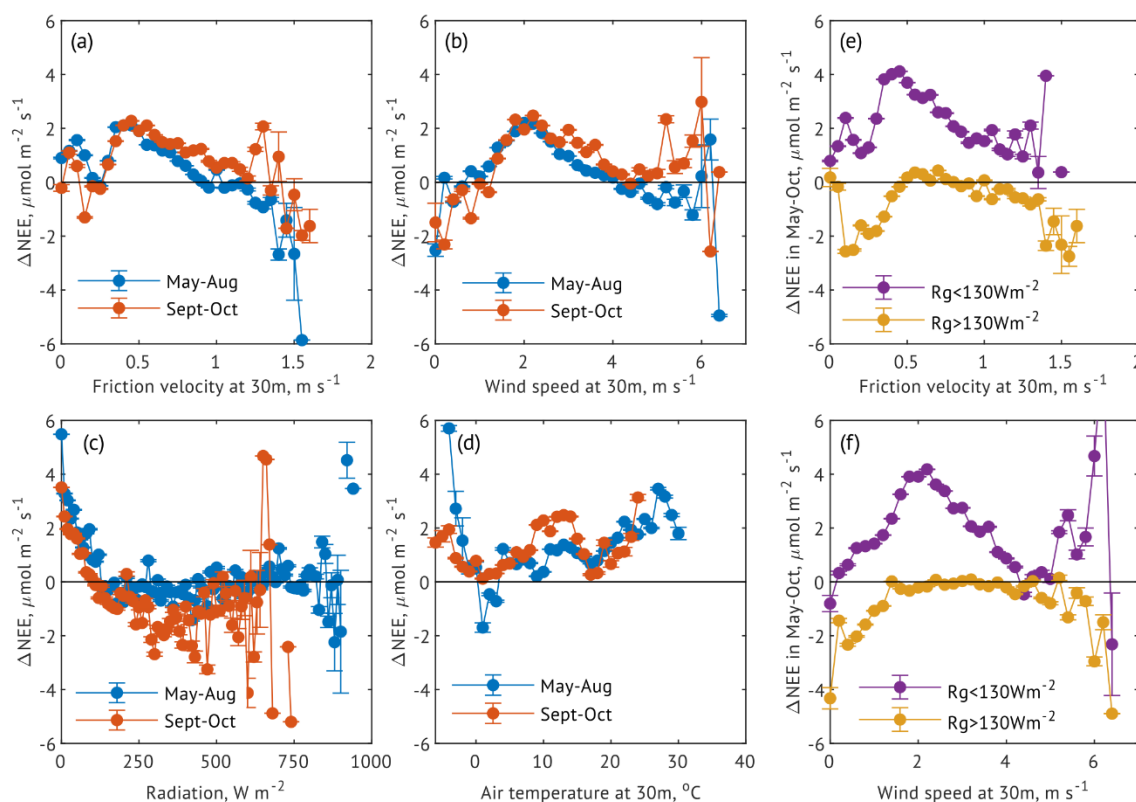 (a)
ΔNEE, μmol m⁻² s⁻¹
6
4
2
0
-2
-4
-6
May-Aug
Sept-Oct
0 0.5 1 1.5 2
Friction velocity at 30m, m s⁻¹
(b)
ΔNEE, μmol m⁻² s⁻¹
6
4
2
0
-2
-4
-6
May-Aug
Sept-Oct
0 2 4 6
Wind speed at 30m, m s⁻¹
(e)
ΔNEE in May-Oct, μmol m⁻² s⁻¹
6
4
2
0
-2
-4
-6
Rg<130Wm⁻²
Rg>130Wm⁻²
0 0.5 1 1.5 2
Friction velocity at 30m, m s⁻¹
(c)
ΔNEE, μmol m⁻² s⁻¹
6
4
2
0
-2
-4
-6
May-Aug
Sept-Oct
0 250 500 750 1000
Radiation, W m⁻²
(d)
ΔNEE, μmol m⁻² s⁻¹
6
4
2
0
-2
-4
-6
May-Aug
Sept-Oct
0 10 20 30 40
Air temperature at 30m, ºC
(f)
ΔNEE in May-Oct, μmol m⁻² s⁻¹
6
4
2
0
-2
-4
-6
Rg<130Wm⁻²
Rg>130Wm⁻²
0 2 4 6
Wind speed at 30m, m s⁻¹